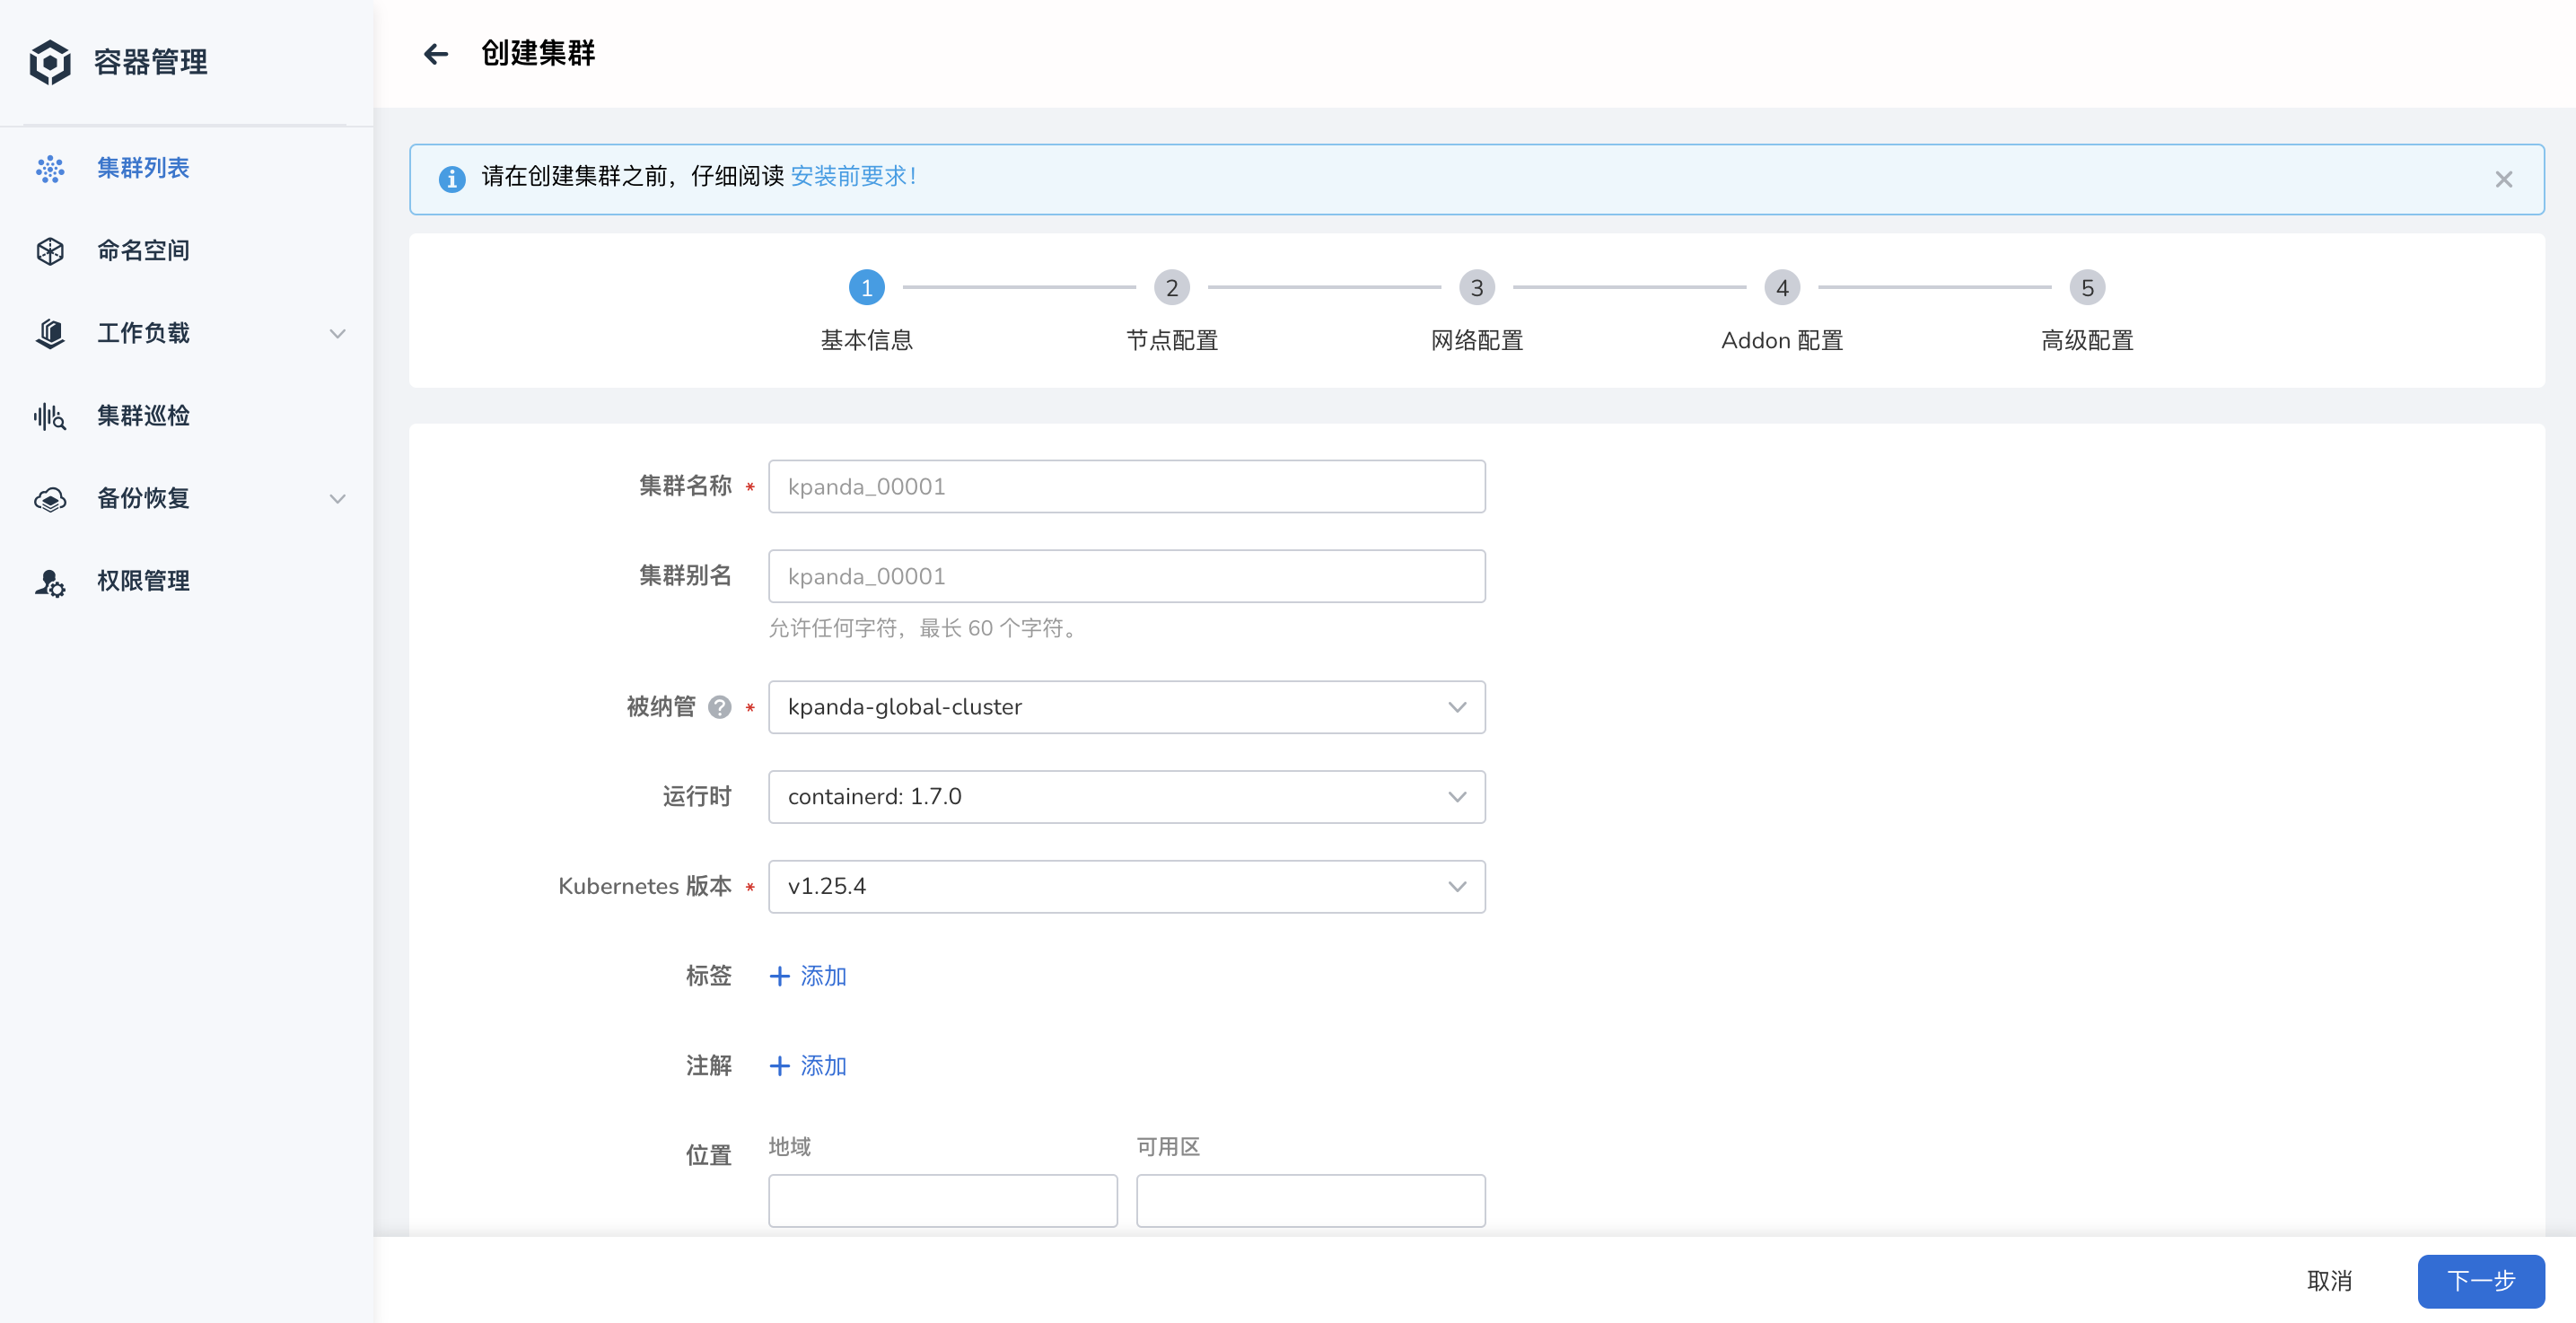 容器管理
集群列表
命名空间
工作负载
集群巡检
备份恢复
权限管理
创建集群
请在创建集群之前，仔细阅读 安装前要求！
1 2 3 4 5
基本信息 节点配置 网络配置 Addon 配置 高级配置
集群名称 * kpanda_00001
集群别名 kpanda_00001
允许任何字符，最长 60 个字符。
被纳管 ? * kpanda-global-cluster
运行时 containerd: 1.7.0
Kubernetes 版本 * v1.25.4
标签 + 添加
注解 + 添加
位置 地域 可用区
取消 下一步